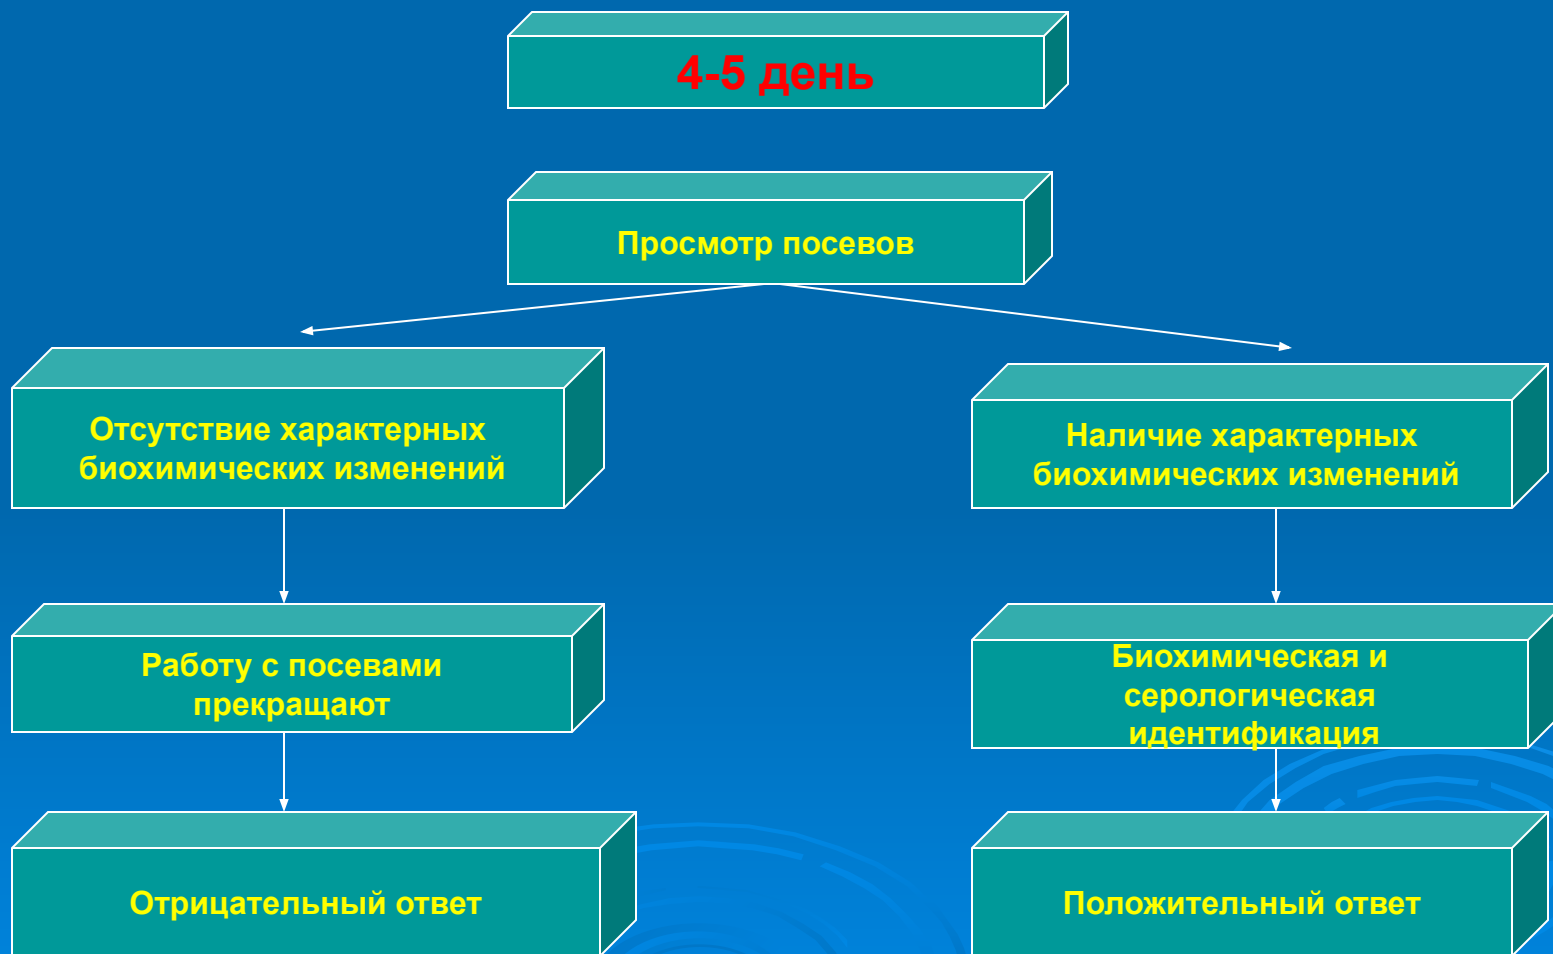 4-5 день
Просмотр посевов
Отсутствие характерных
биохимических изменений
Наличие характерных
биохимических изменений
Работу с посевами
прекращают
Биохимическая и
серологическая
идентификация
Отрицательный ответ
Положительный ответ